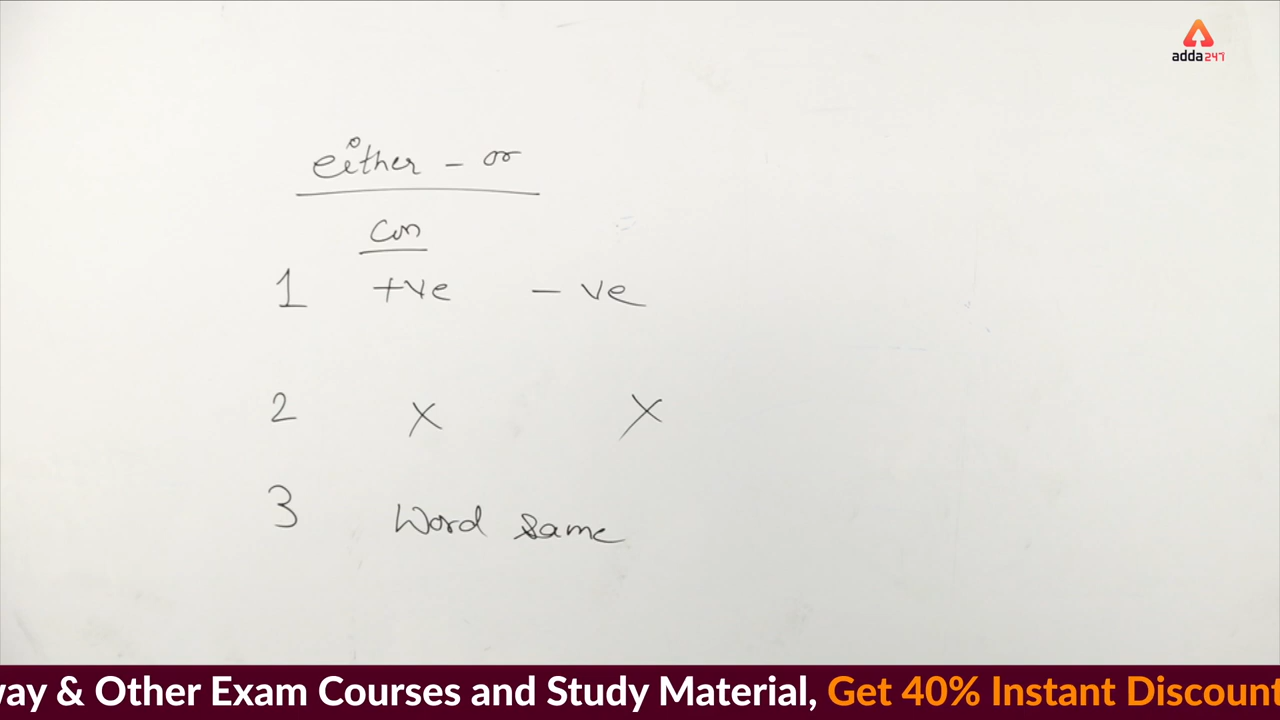 adda247
either - or
Con
1 +ve - ve
2 X X
3 Word same
way & Other Exam Courses and Study Material, Get 40% Instant Discount